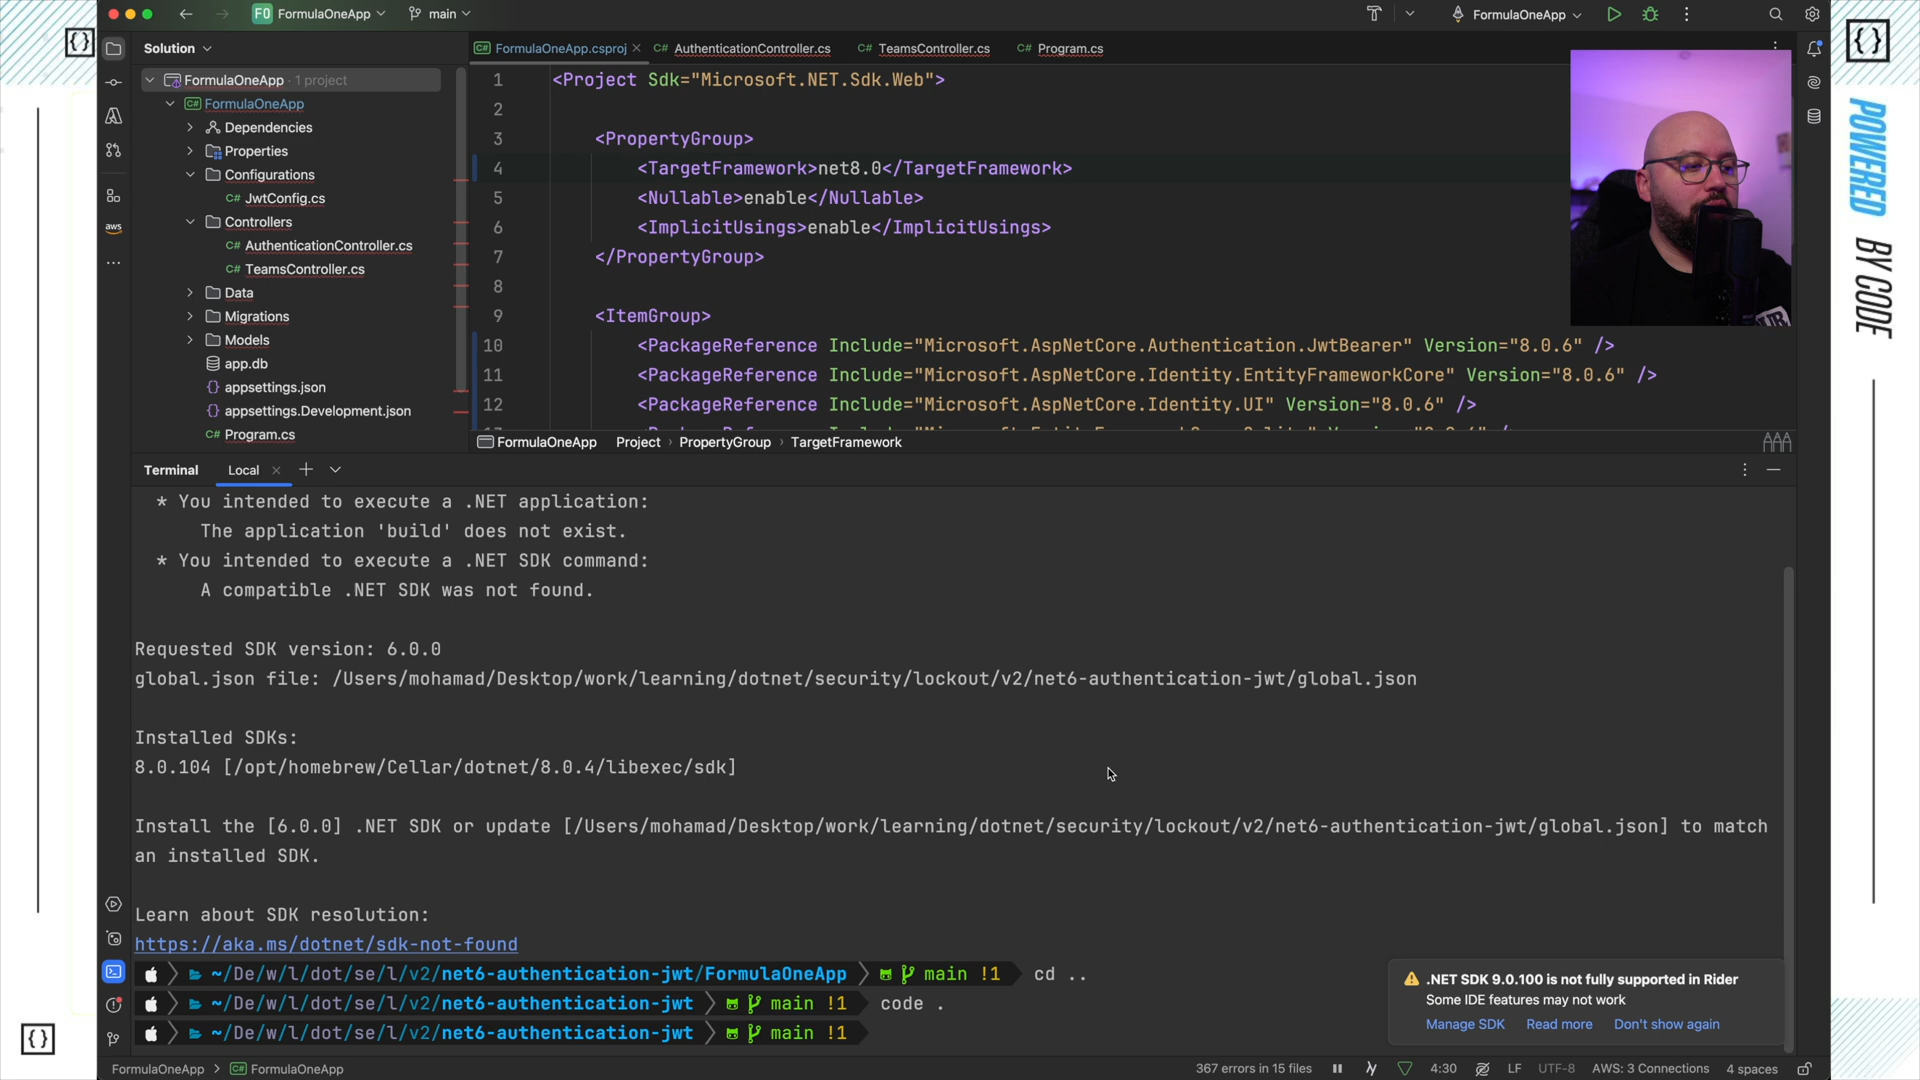 F0 FormulaOneApp
main
FormulaOneApp
Solution
FormulaOneApp.csproj
C# AuthenticationController.cs
C# TeamsController.cs
C# Program.cs
FormulaOneApp · 1 project
C# FormulaOneApp
Dependencies
Properties
Configurations
C# JwtConfig.cs
Controllers
C# AuthenticationController.cs
C# TeamsController.cs
Data
Migrations
Models
app.db
{} appsettings.json
{} appsettings.Development.json
C# Program.cs
aws
1 <Project Sdk="Microsoft.NET.Sdk.Web">
2
3 <PropertyGroup>
4 <TargetFramework>net8.0</TargetFramework>
5 <Nullable>enable</Nullable>
6 <ImplicitUsings>enable</ImplicitUsings>
7 </PropertyGroup>
8
9 <ItemGroup>
10 <PackageReference Include="Microsoft.AspNetCore.Authentication.JwtBearer" Version="8.0.6" />
11 <PackageReference Include="Microsoft.AspNetCore.Identity.EntityFrameworkCore" Version="8.0.6" />
12 <PackageReference Include="Microsoft.AspNetCore.Identity.UI" Version="8.0.6" />
FormulaOneApp Project › PropertyGroup › TargetFramework
Terminal Local
* You intended to execute a .NET application:
The application 'build' does not exist.
* You intended to execute a .NET SDK command:
A compatible .NET SDK was not found.
Requested SDK version: 6.0.0
global.json file: /Users/mohamad/Desktop/work/learning/dotnet/security/lockout/v2/net6-authentication-jwt/global.json
Installed SDKs:
8.0.104 [/opt/homebrew/Cellar/dotnet/8.0.4/libexec/sdk]
Install the [6.0.0] .NET SDK or update [/Users/mohamad/Desktop/work/learning/dotnet/security/lockout/v2/net6-authentication-jwt/global.json] to match
an installed SDK.
Learn about SDK resolution:
https://aka.ms/dotnet/sdk-not-found
~/De/w/l/dot/se/l/v2/net6-authentication-jwt/FormulaOneApp main !1 cd ..
~/De/w/l/dot/se/l/v2/net6-authentication-jwt main !1 code .
~/De/w/l/dot/se/l/v2/net6-authentication-jwt main !1
.NET SDK 9.0.100 is not fully supported in Rider
Some IDE features may not work
Manage SDK Read more Don't show again
FormulaOneApp › C# FormulaOneApp
367 errors in 15 files 4:30 LF UTF-8 AWS: 3 Connections 4 spaces
POWERED BY CODE
{}
{}
{}